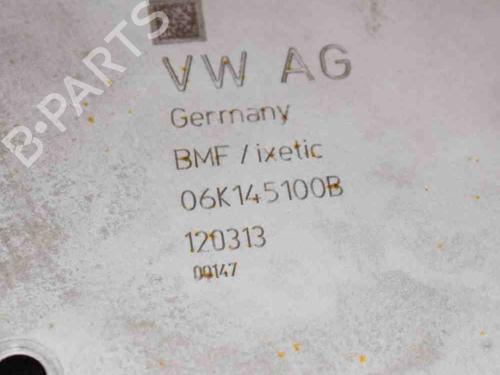 B-PARTS
VW AG
Germany
BMF / ixetic
06K145100B
120313
00147